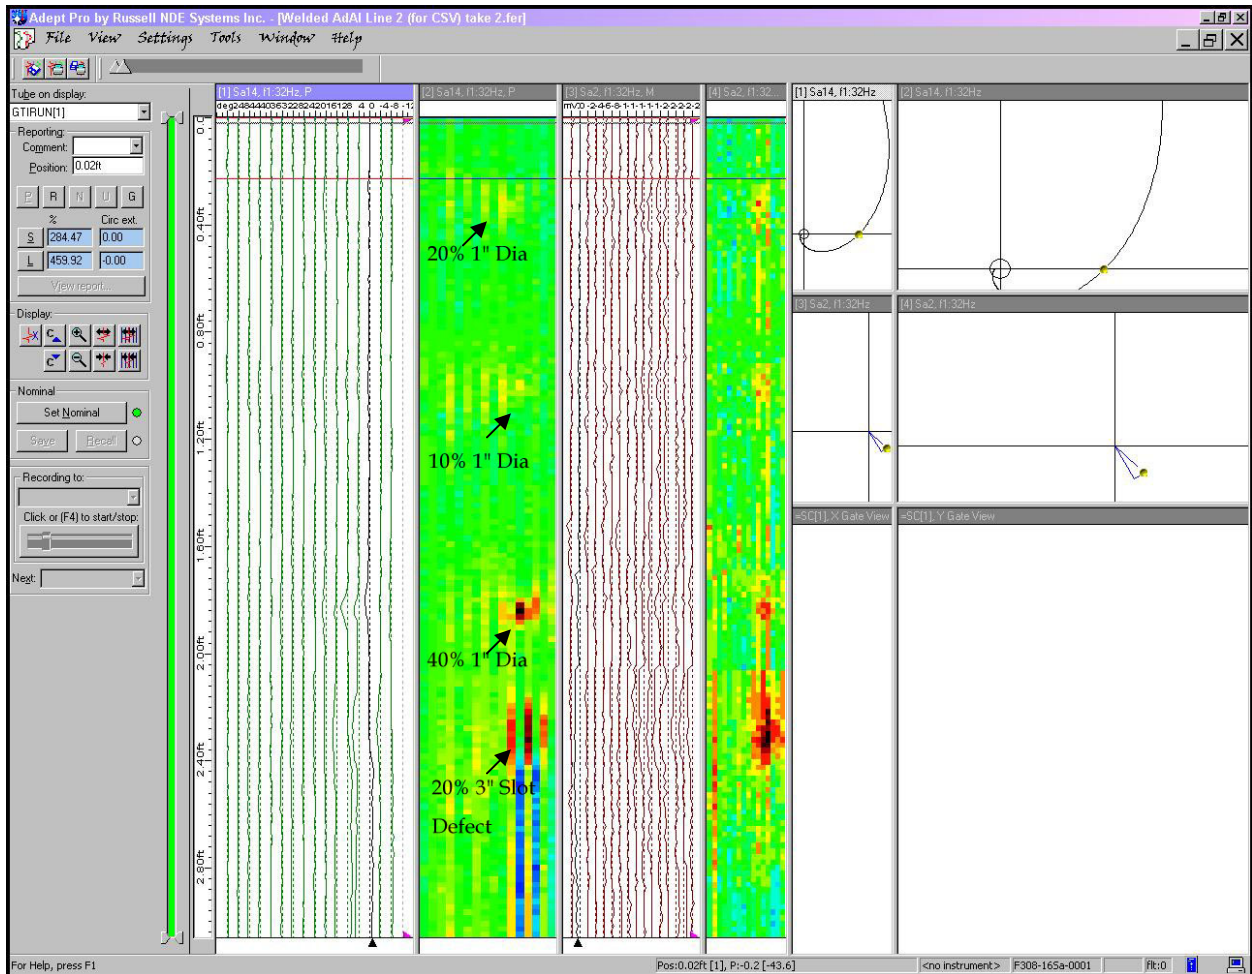 Adept Pro by Russell NDE Systems Inc. - [Welded AdAI Line 2 (for CSV) take 2.fer]
File View Settings Tools Window Help
Tube on display:
GTIRUN[1]
Reporting:
Comment:
Position: 0.02ft
P R N U G
% Circ ext.
S 284.47 0.00
L 459.92 -0.00
View report...
Display:
Nominal
Set Nominal
Save Recall
Recording to:
Click or (F4) to start/stop:
Next:
[1] Sa14, f1:32Hz, P
0.0
0.40ft
0.80ft
1.20ft
1.60ft
2.00ft
2.40ft
2.80ft
[2] Sa14, f1:32Hz, P
20% 1" Dia
10% 1" Dia
40% 1" Dia
20% 3" Slot
Defect
[3] Sa2, f1:32Hz, M
[4] Sa2, f1:32...
[1] Sa14, f1:32Hz
[2] Sa14, f1:32Hz
[3] Sa2, f1:32Hz
[4] Sa2, f1:32Hz
=SC[1], X Gate View
=SC[1], Y Gate View
For Help, press F1
Pos:0.02ft [1], P:-0.2 [-43.6]
<no instrument>
F308-165a-0001
flt:0